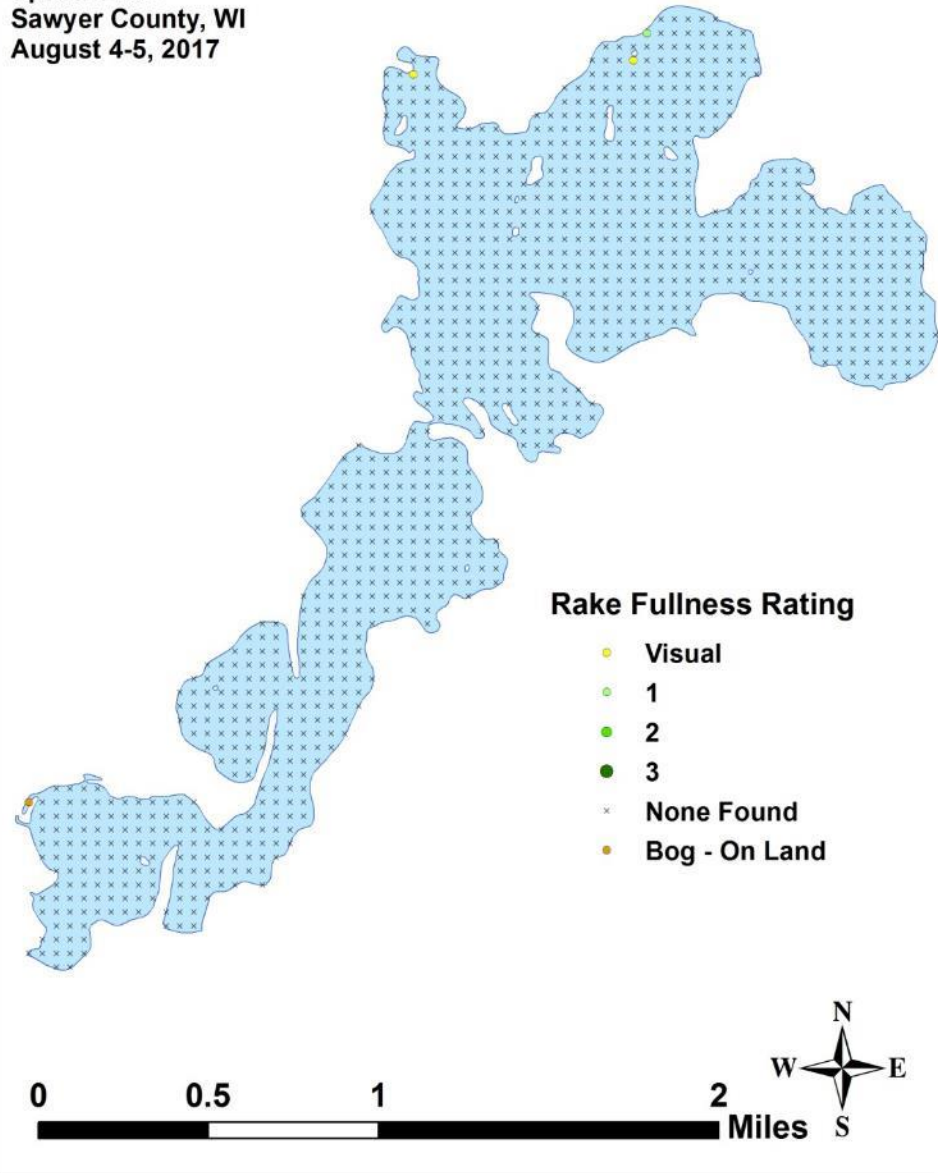 Sawyer County, WI
August 4-5, 2017
Rake Fullness Rating
Visual
1
2
3
None Found
Bog - On Land
N
W E
S
0 0.5 1 2
Miles